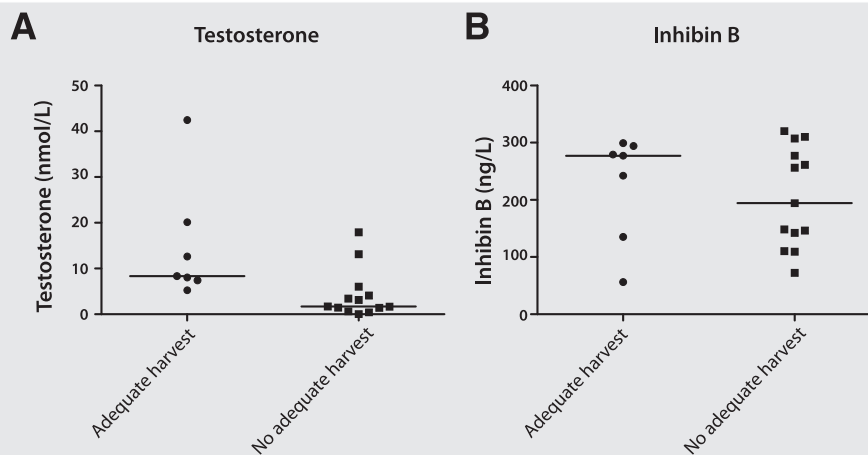 A
Testosterone
Testosterone (nmol/L)
50
40
30
20
10
0
Adequate harvest
No adequate harvest
B
Inhibin B
Inhibin B (ng/L)
400
300
200
100
0
Adequate harvest
No adequate harvest